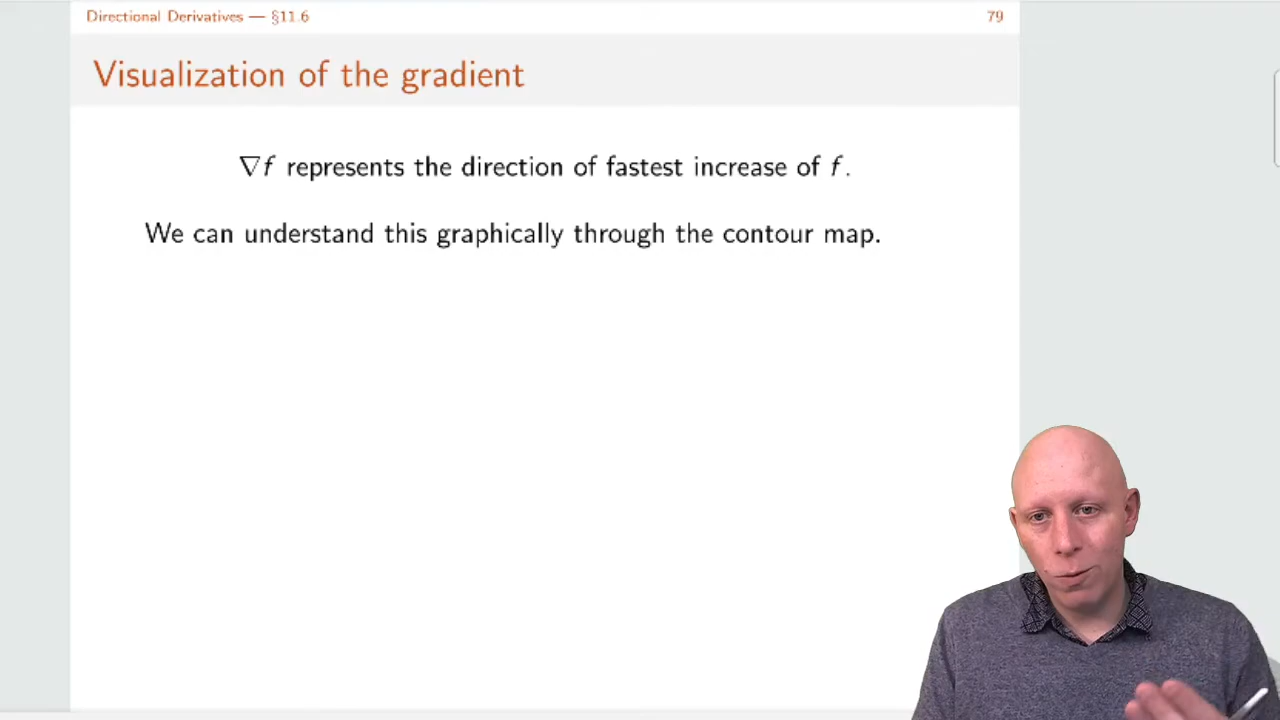 Directional Derivatives — §11.6 79
Visualization of the gradient
∇f represents the direction of fastest increase of f.
We can understand this graphically through the contour map.